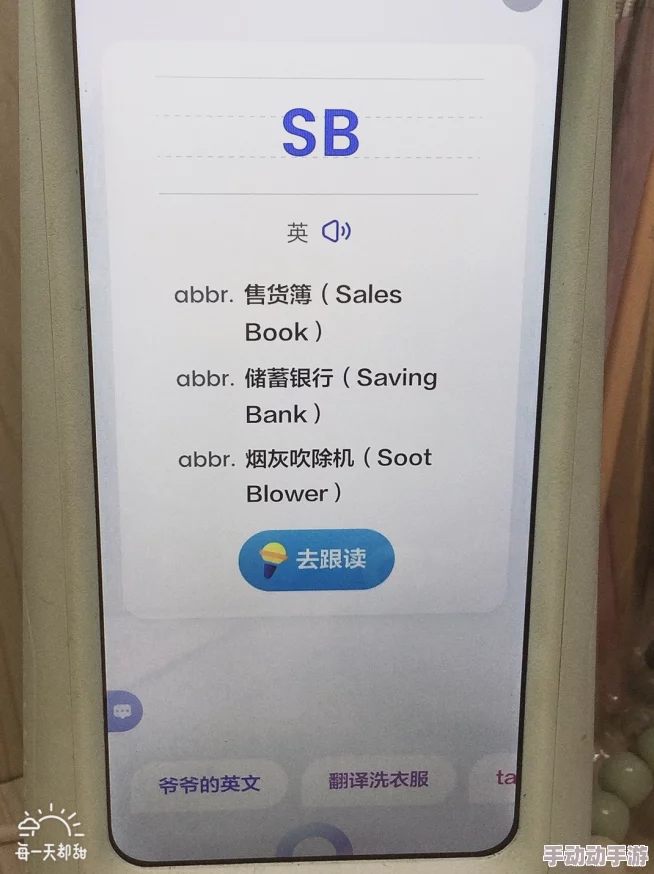 SB
英
abbr. 售货簿（Sales
Book）
abbr. 储蓄银行（Saving
Bank）
abbr. 烟灰吹除机（Soot
Blower）
去跟读
爷爷的英文
翻译洗衣服
ta
每一天都甜
手动动手游